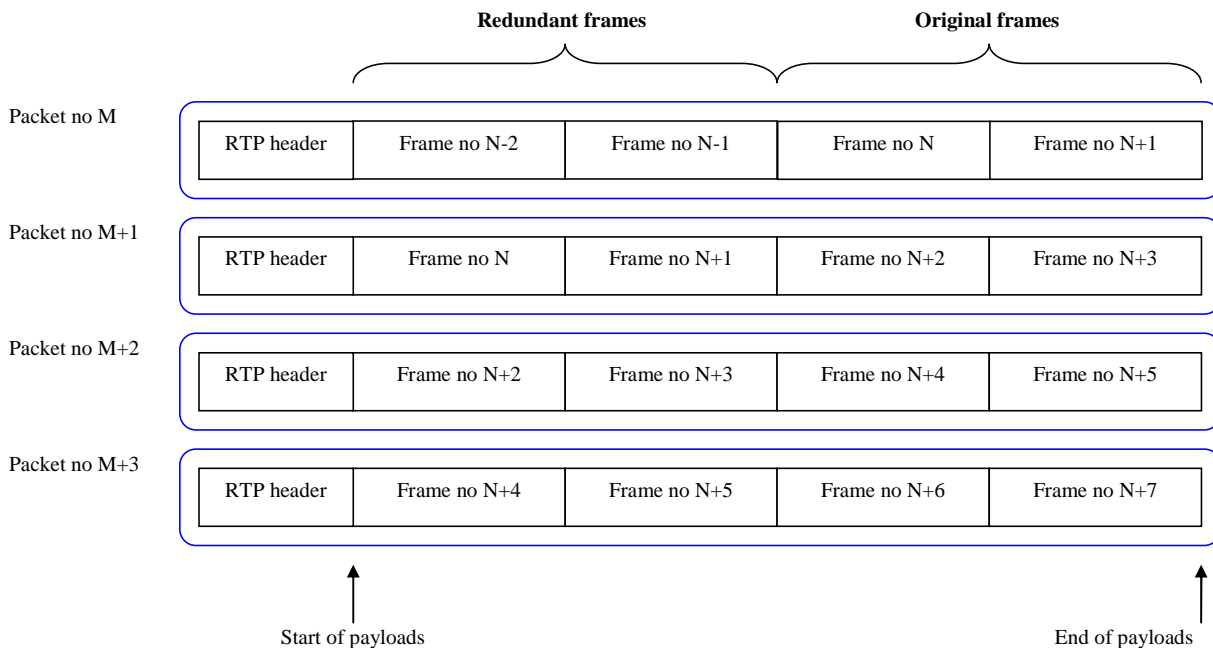 Redundant frames Original frames
Packet no M
RTP header Frame no N-2 Frame no N-1 Frame no N Frame no N+1
Packet no M+1
RTP header Frame no N Frame no N+1 Frame no N+2 Frame no N+3
Packet no M+2
RTP header Frame no N+2 Frame no N+3 Frame no N+4 Frame no N+5
Packet no M+3
RTP header Frame no N+4 Frame no N+5 Frame no N+6 Frame no N+7
Start of payloads End of payloads